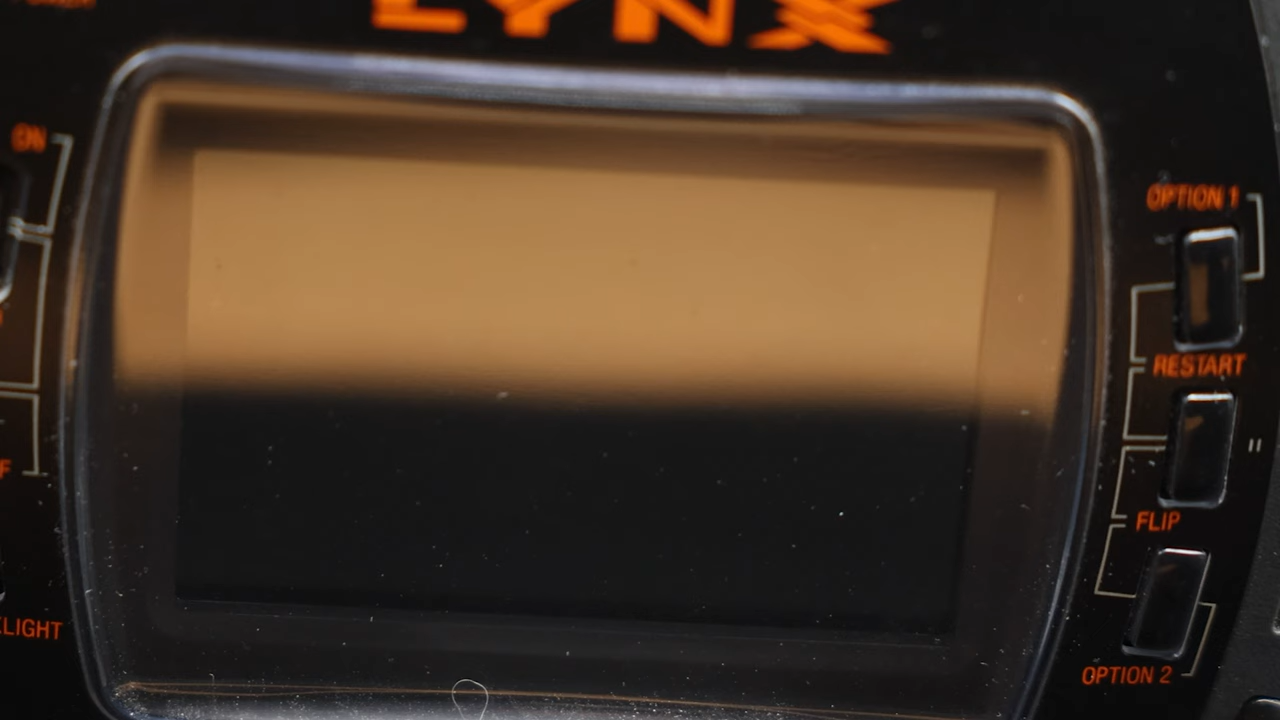 LYNX
ON
OPTION 1
RESTART
FLIP
LIGHT
OPTION 2